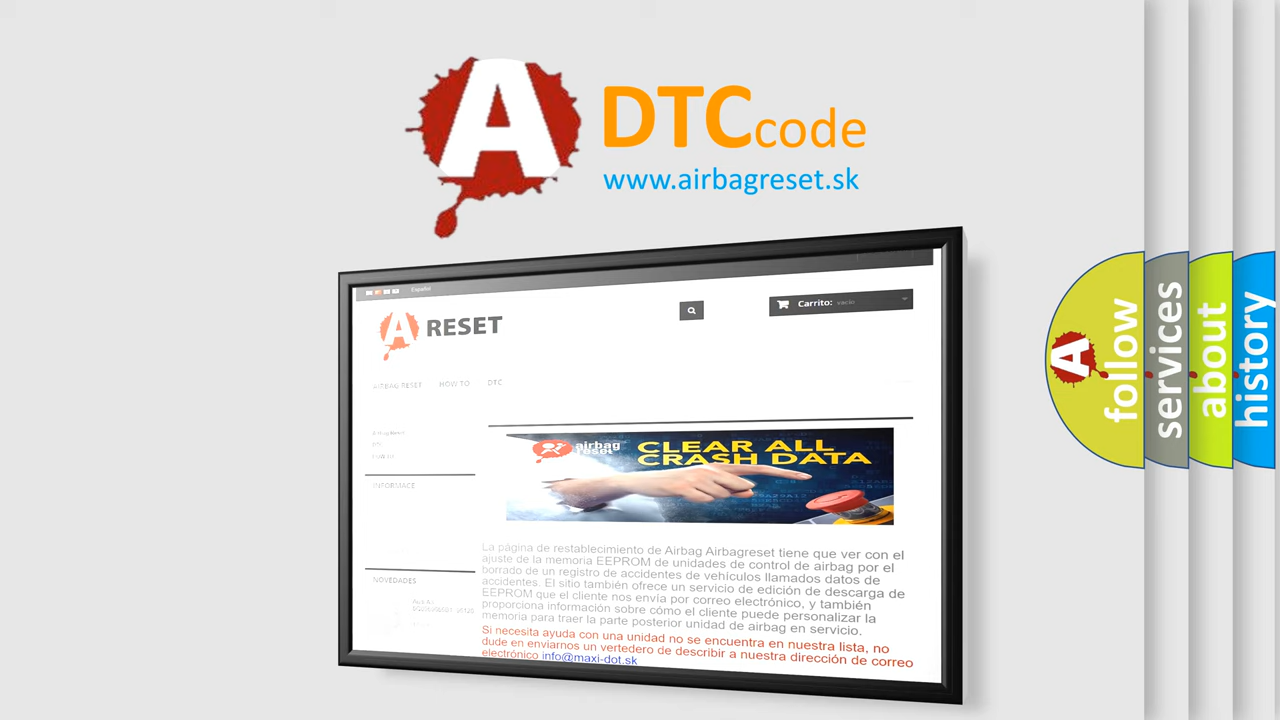 A DTC code
www.airbagreset.sk
Español
A RESET
Carrito: vacío
AIRBAG RESET HOW TO DTC
INFORMACE
NOVEDADES
airbag
reset
CLEAR ALL
CRASH DATA
La página de restablecimiento de Airbag Airbagreset tiene que ver con el
ajuste de la memoria EEPROM de unidades de control de airbag por el
borrado de un registro de accidentes de vehículos llamados datos de
accidentes. El sitio también ofrece un servicio de edición de descarga de
EEPROM que el cliente nos envía por correo electrónico, y también
proporciona información sobre cómo el cliente puede personalizar la
memoria para traer la parte posterior unidad de airbag en servicio.
Si necesita ayuda con una unidad no se encuentra en nuestra lista, no
dude en enviarnos un vertedero de describir a nuestra dirección de correo
electrónico info@maxi-dot.sk
A follow
services
about
history